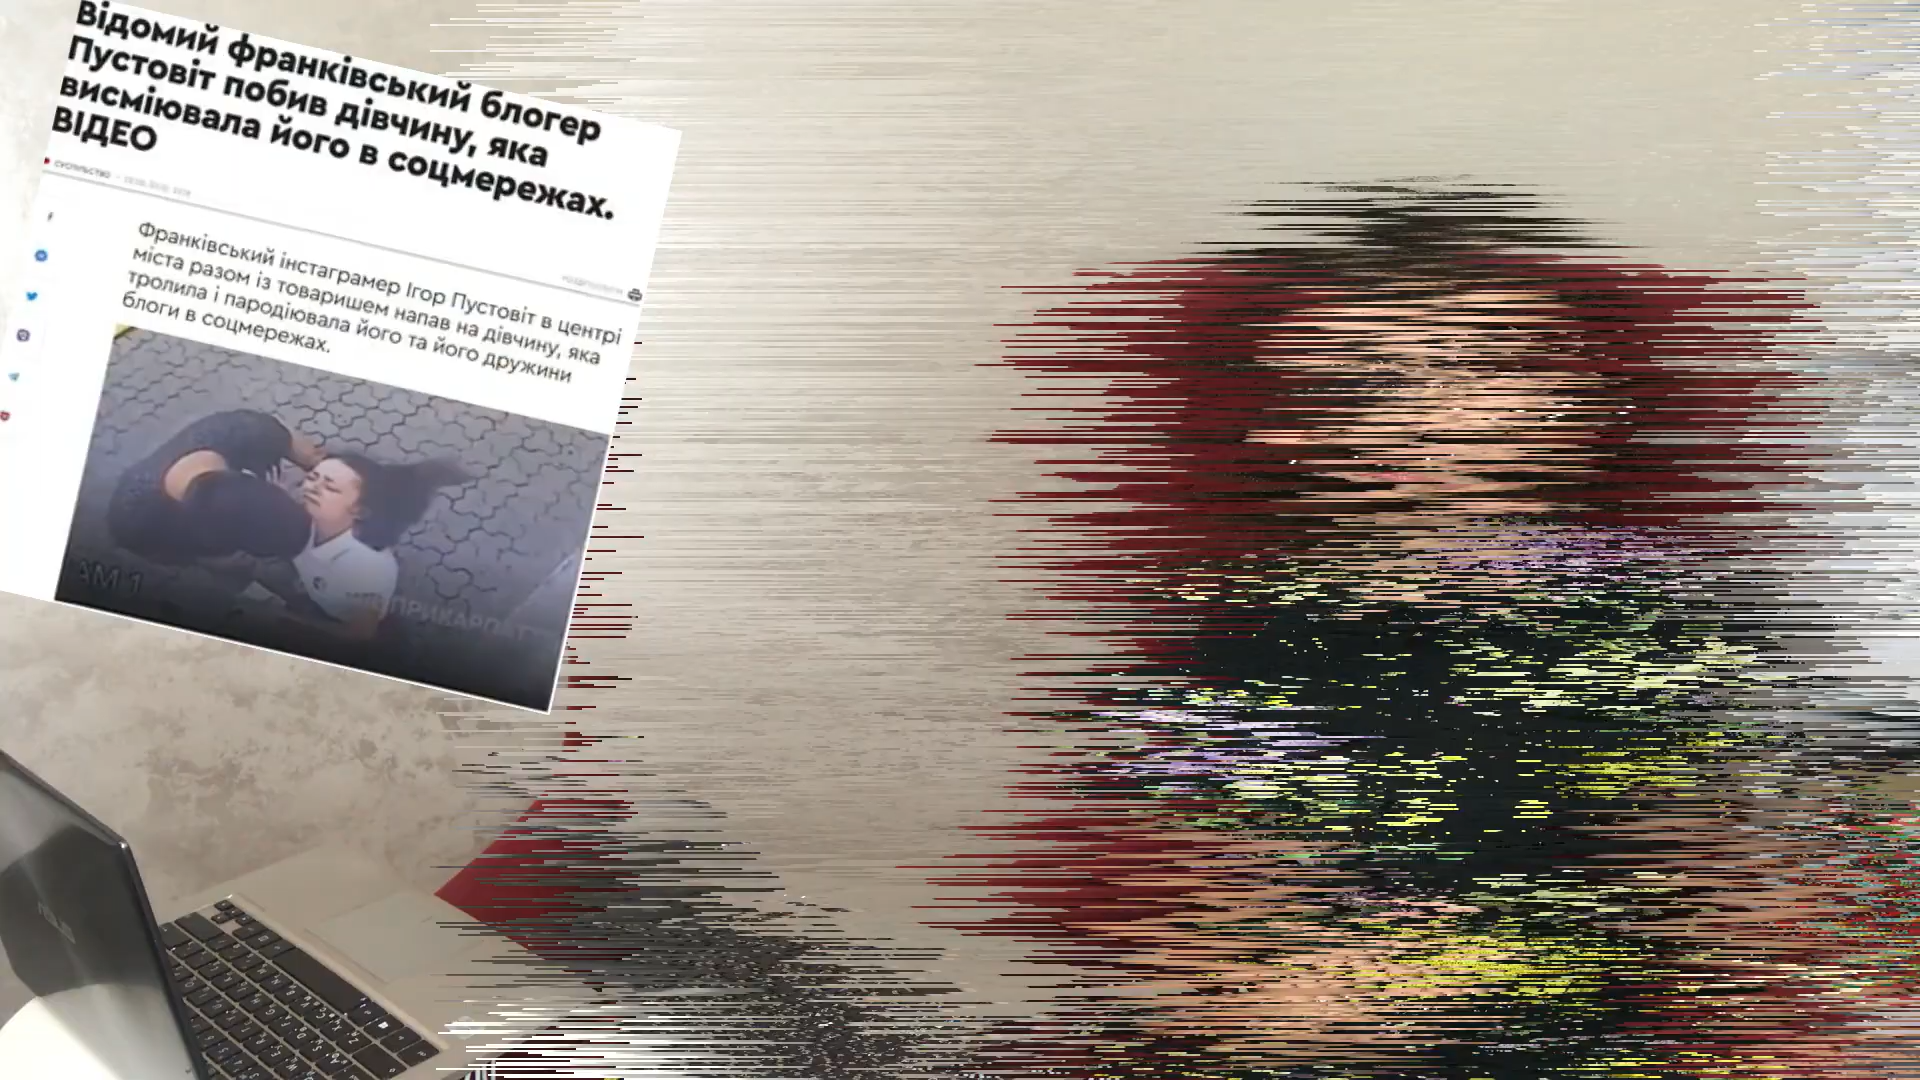 Відомий франківський блогер
Пустовіт побив дівчину, яка
висміювала його в соцмережах.
ВІДЕО
СУСПІЛЬСТВО
Франківський інстаграмер Ігор Пустовіт в центрі
міста разом із товаришем напав на дівчину, яка
тролила і пародіювала його та його дружини
блоги в соцмережах.